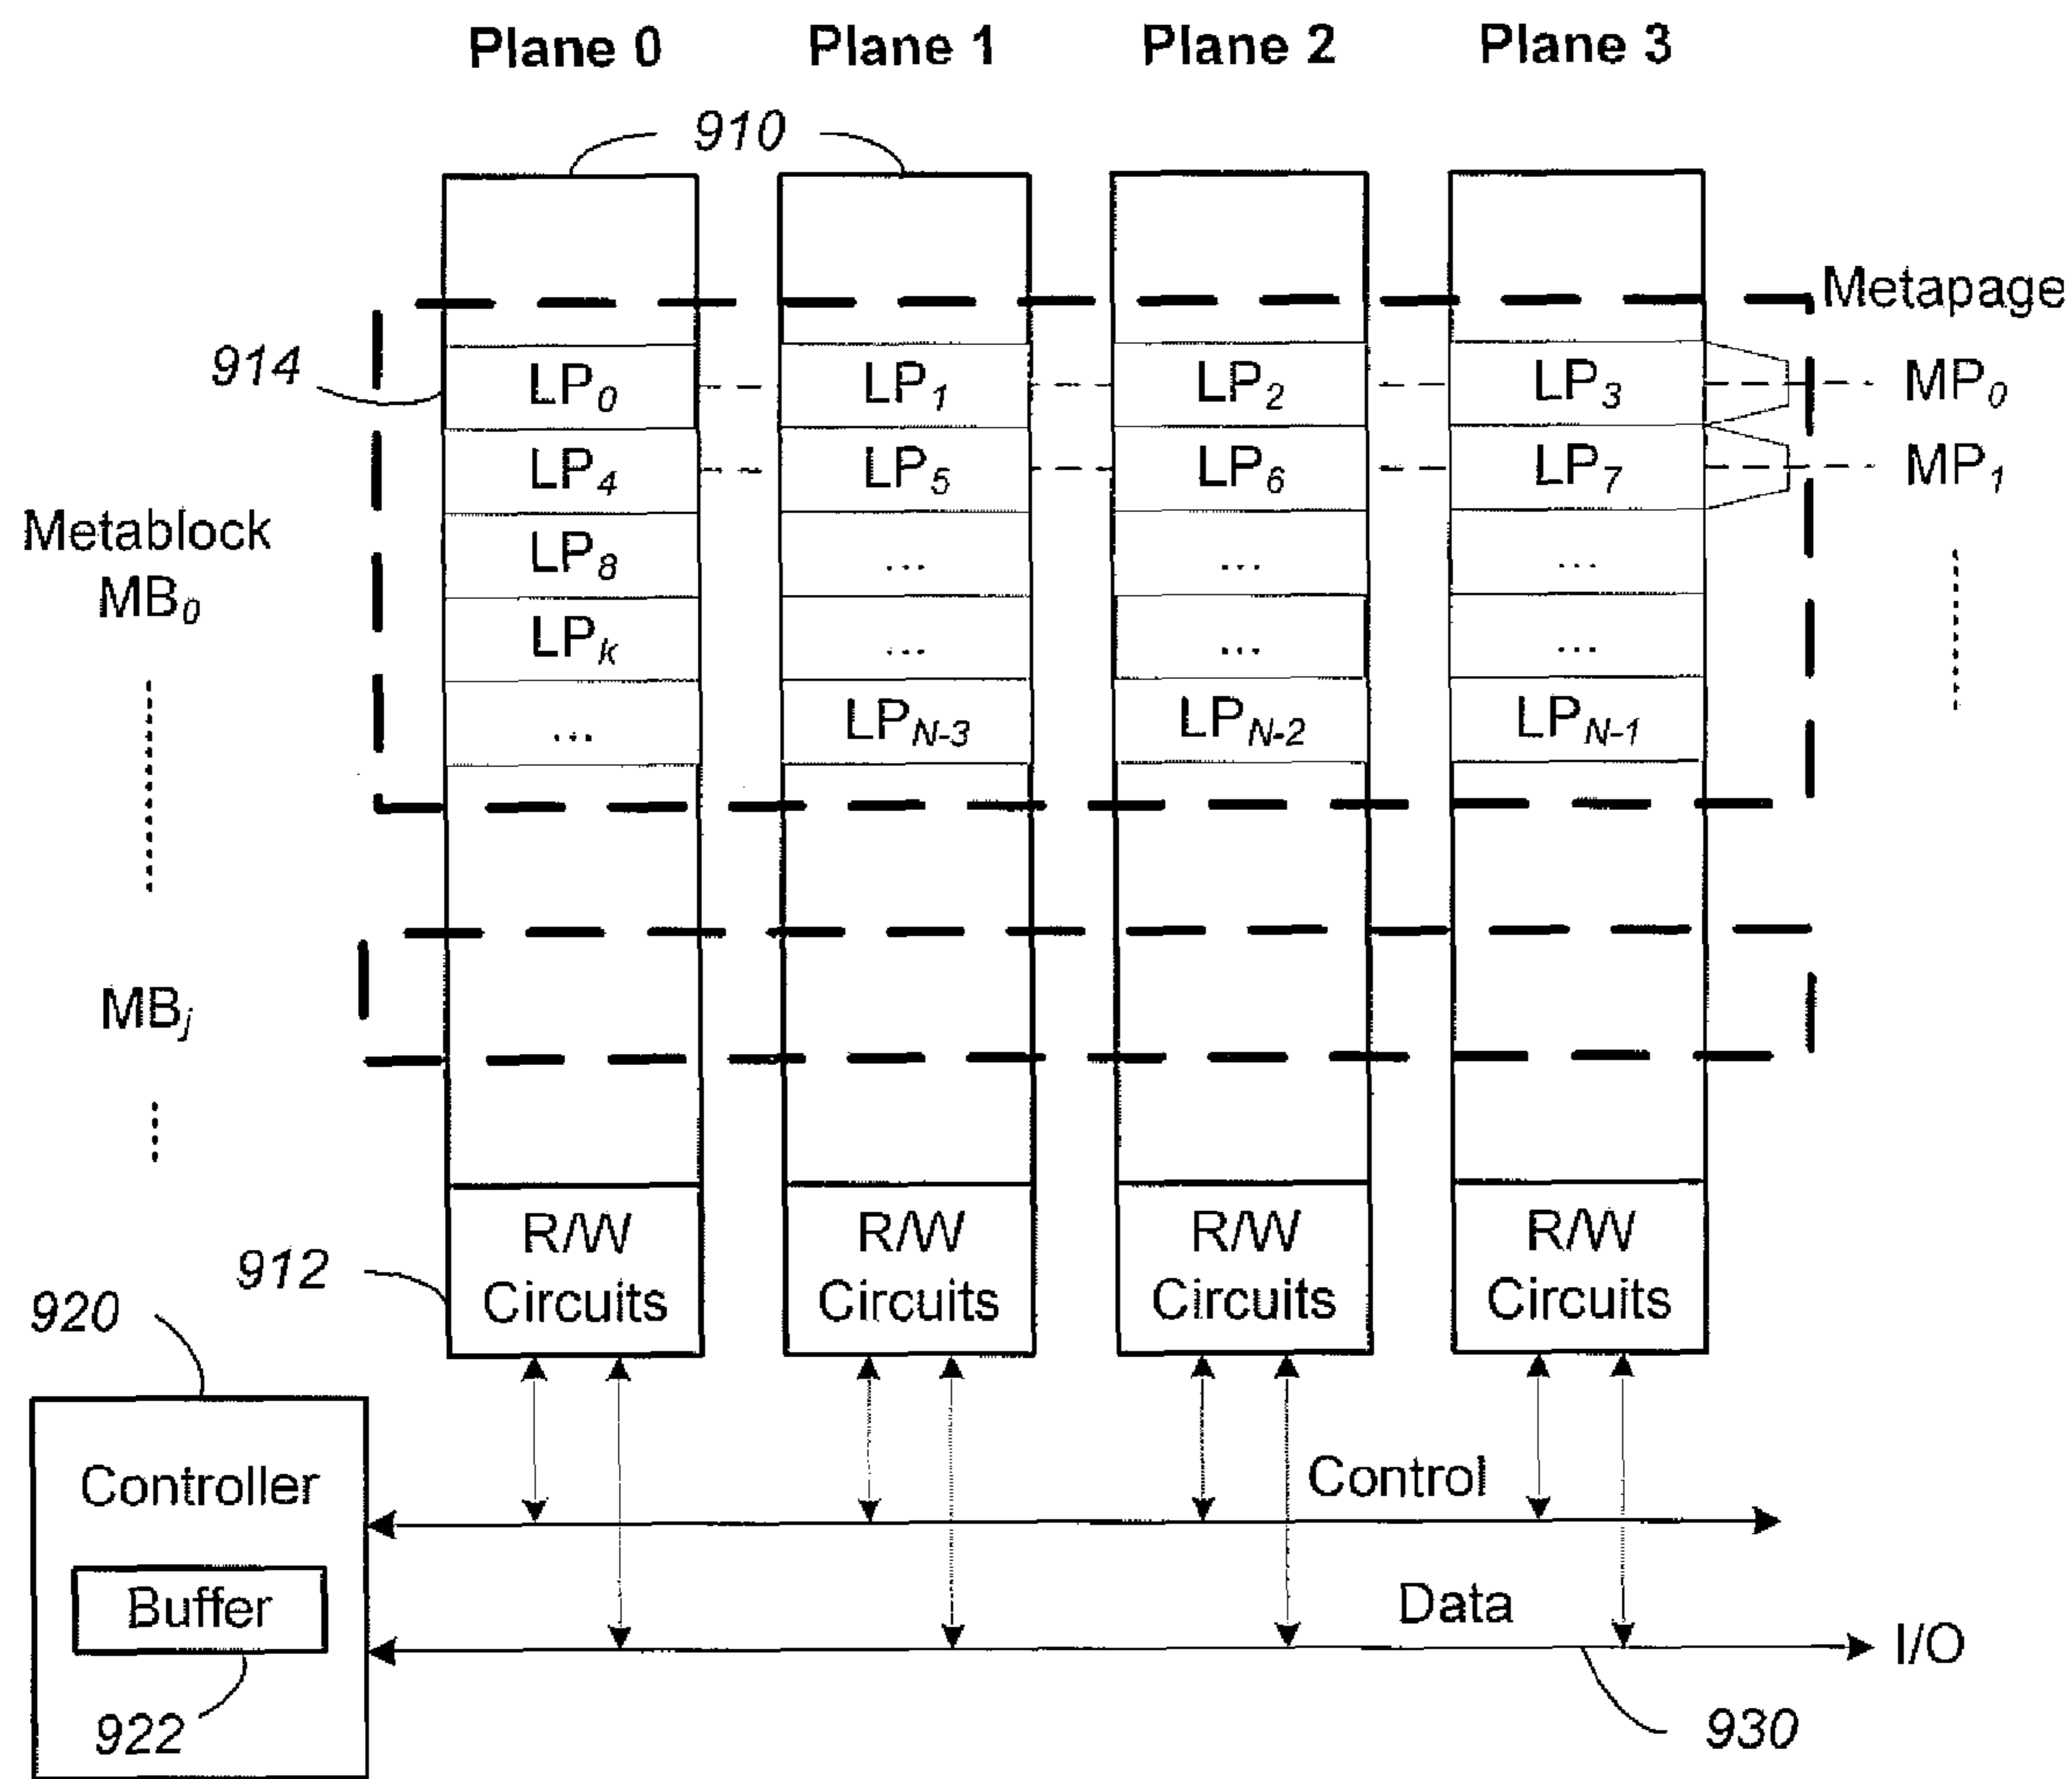 Plane 0 Plane 1 Plane 2 Plane 3
910
Metapage
914
LP0 LP1 LP2 LP3 MP0
LP4 LP5 LP6 LP7 MP1
Metablock
MB0
LP8 ... ... ...
LPk ... ... ...
... LPN-3 LPN-2 LPN-1
MBj
R/W
Circuits
R/W
Circuits
R/W
Circuits
R/W
Circuits
912
920
Controller
Control
Buffer
Data
I/O
922
930